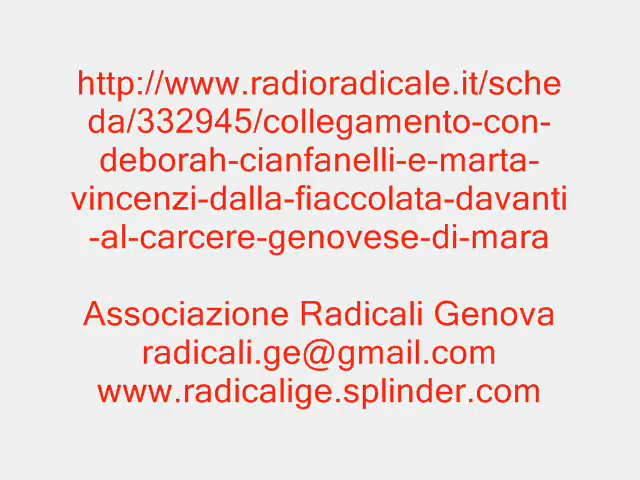 http://www.radioradicale.it/sche
da/332945/collegamento-con-
deborah-cianfanelli-e-marta-
vincenzi-dalla-fiaccolata-davanti
-al-carcere-genovese-di-mara
Associazione Radicali Genova
radicali.ge@gmail.com
www.radicalige.splinder.com